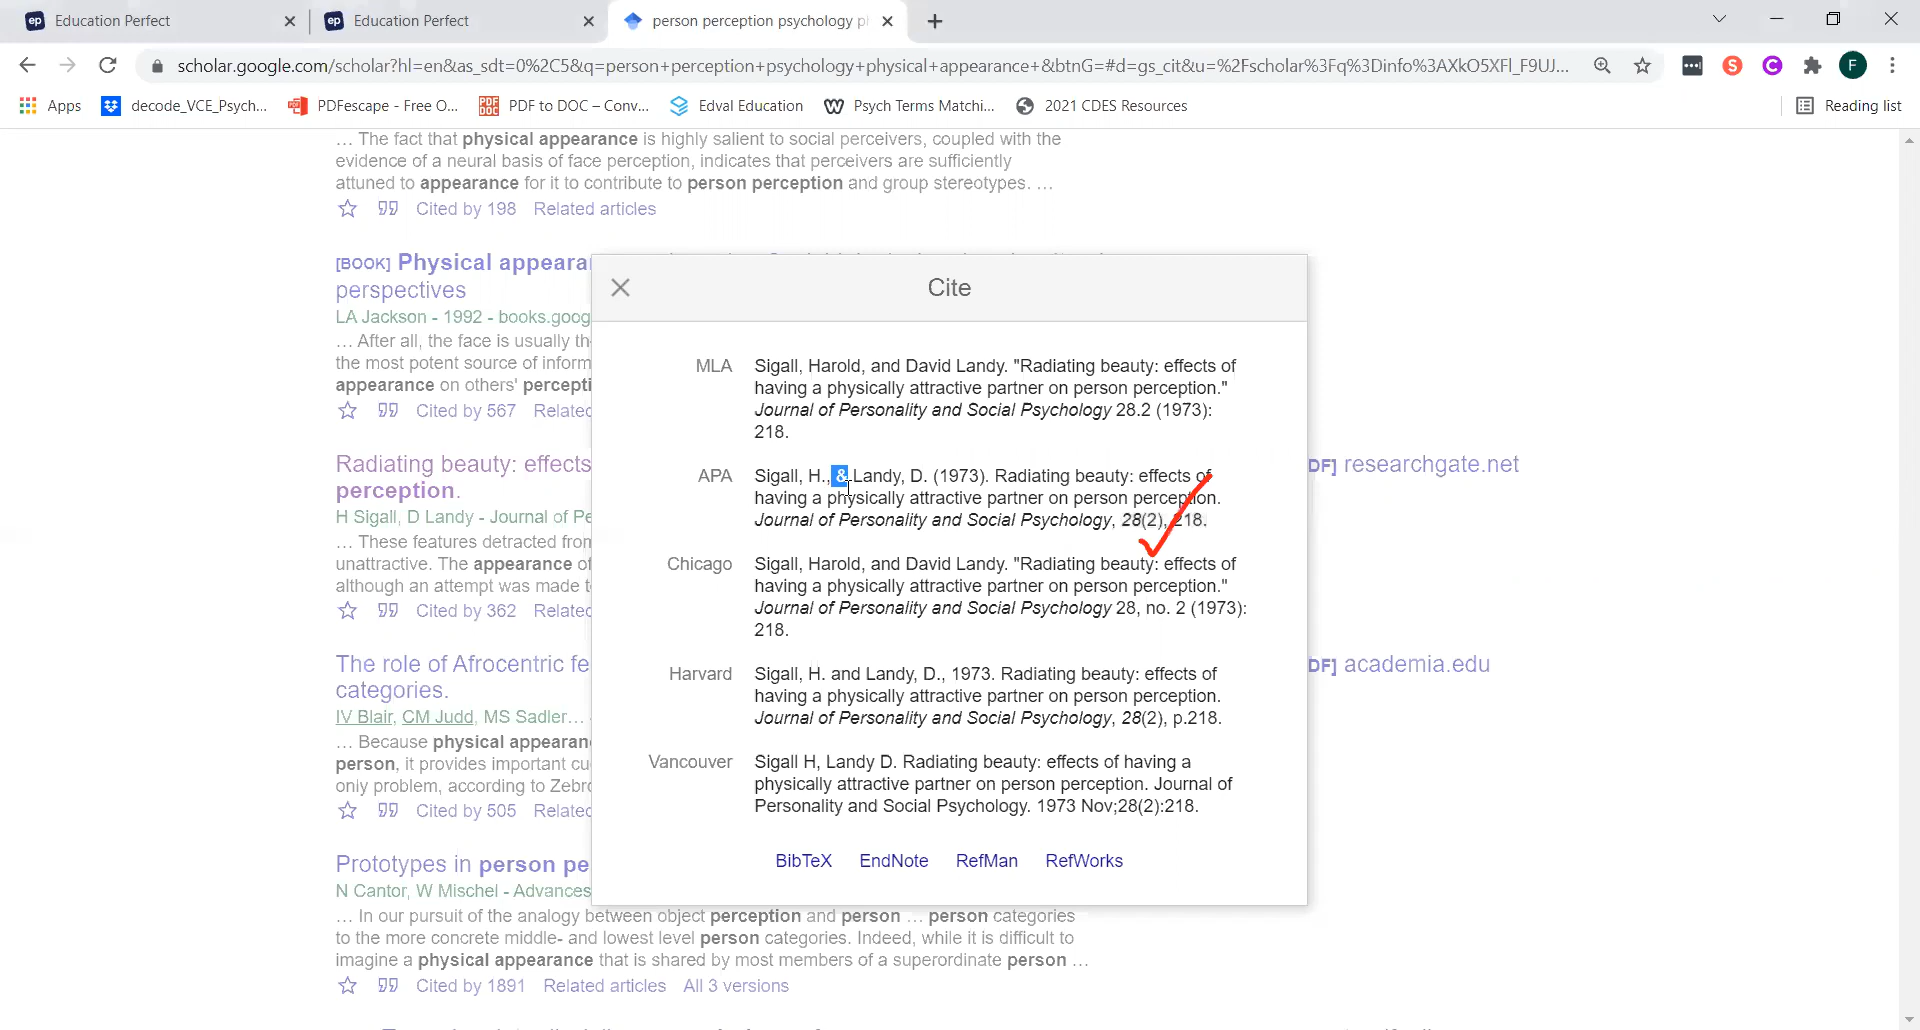 Education Perfect
Education Perfect
person perception psychology p
scholar.google.com/scholar?hl=en&as_sdt=0%2C5&q=person+perception+psychology+physical+appearance+&btnG=#d=gs_cit&u=%2Fscholar%3Fq%3Dinfo%3AXkO5XFl_F9UJ...
F
Apps
decode_VCE_Psych...
PDFescape - Free O...
PDF to DOC – Conv...
Edval Education
Psych Terms Matchi...
2021 CDES Resources
Reading list
... The fact that physical appearance is highly salient to social perceivers, coupled with the
evidence of a neural basis of face perception, indicates that perceivers are sufficiently
attuned to appearance for it to contribute to person perception and group stereotypes. ...
Cited by 198 Related articles
[BOOK] Physical appeara
perspectives
LA Jackson - 1992 - books.goog
... After all, the face is usually th
the most potent source of inform
appearance on others' percepti
Cited by 567 Relate
Radiating beauty: effects
perception.
H Sigall, D Landy - Journal of Pe
... These features detracted from
unattractive. The appearance of
although an attempt was made t
Cited by 362 Relate
DF] researchgate.net
The role of Afrocentric fe
categories.
IV Blair, CM Judd, MS Sadler...
... Because physical appearan
person, it provides important cu
only problem, according to Zebr
Cited by 505 Relate
DF] academia.edu
Prototypes in person pe
N Cantor, W Mischel - Advances
... In our pursuit of the analogy between object perception and person ... person categories
to the more concrete middle- and lowest level person categories. Indeed, while it is difficult to
imagine a physical appearance that is shared by most members of a superordinate person ...
Cited by 1891 Related articles All 3 versions
Cite
MLA
Sigall, Harold, and David Landy. "Radiating beauty: effects of
having a physically attractive partner on person perception."
Journal of Personality and Social Psychology 28.2 (1973):
218.
APA
Sigall, H., & Landy, D. (1973). Radiating beauty: effects of
having a physically attractive partner on person perception.
Journal of Personality and Social Psychology, 28(2), 218.
Chicago
Sigall, Harold, and David Landy. "Radiating beauty: effects of
having a physically attractive partner on person perception."
Journal of Personality and Social Psychology 28, no. 2 (1973):
218.
Harvard
Sigall, H. and Landy, D., 1973. Radiating beauty: effects of
having a physically attractive partner on person perception.
Journal of Personality and Social Psychology, 28(2), p.218.
Vancouver
Sigall H, Landy D. Radiating beauty: effects of having a
physically attractive partner on person perception. Journal of
Personality and Social Psychology. 1973 Nov;28(2):218.
BibTeX EndNote RefMan RefWorks